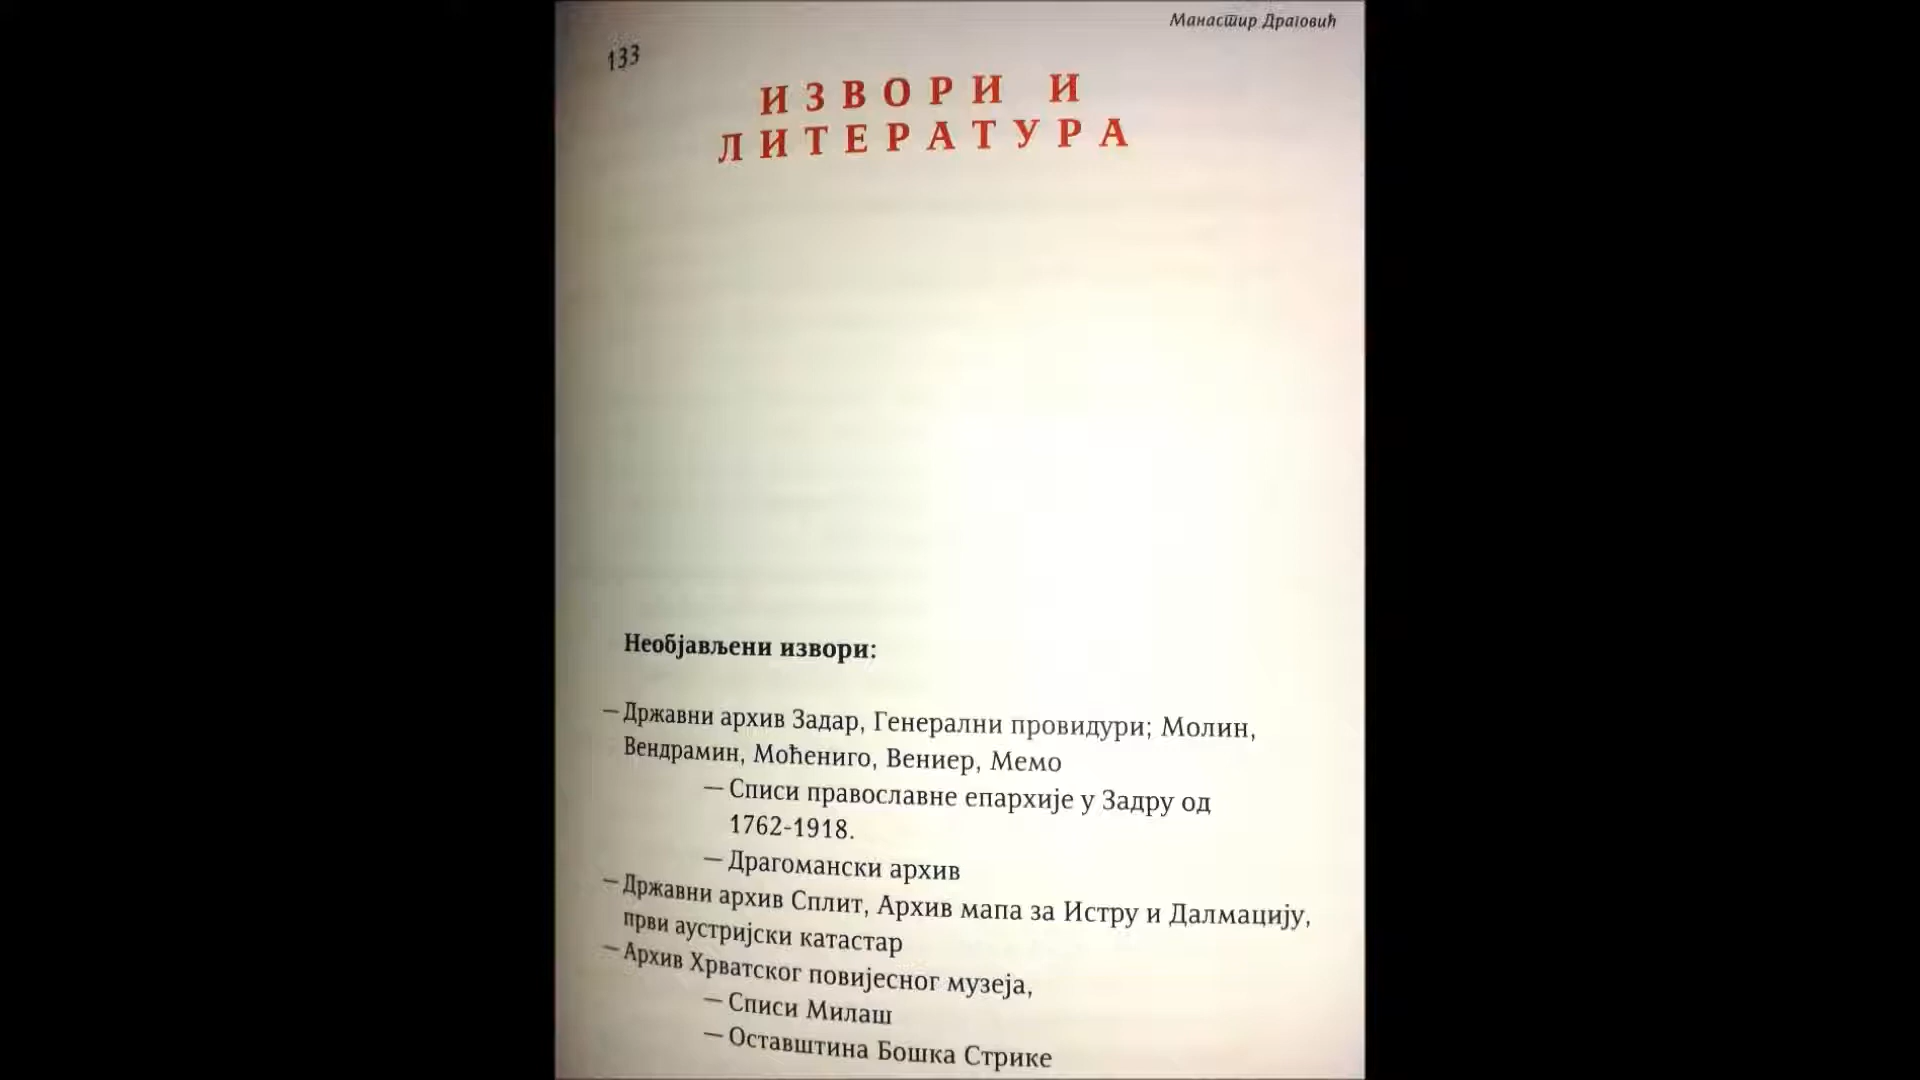 Манастир Драговић
133
ИЗВОРИ И
ЛИТЕРАТУРА
Необјављени извори:
— Државни архив Задар, Генерални провидури; Молин,
Вендрамин, Моћениго, Вениер, Мемо
— Списи православне епархије у Задру од
1762-1918.
— Драгомански архив
— Државни архив Сплит, Архив мапа за Истру и Далмацију,
први аустријски катастар
— Архив Хрватског повијесног музеја,
— Списи Милаш
— Оставштина Бошка Стрике